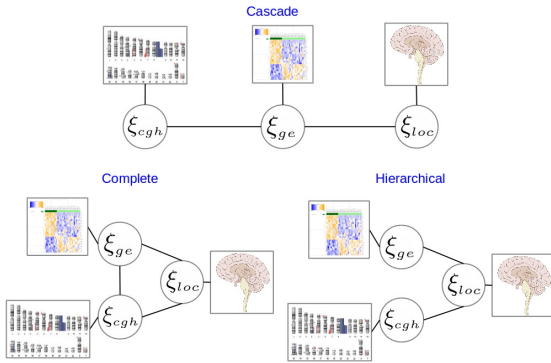 Cascade
ξcgh
ξge
ξloc
Complete
Hierarchical
ξge
ξge
ξloc
ξloc
ξcgh
ξcgh